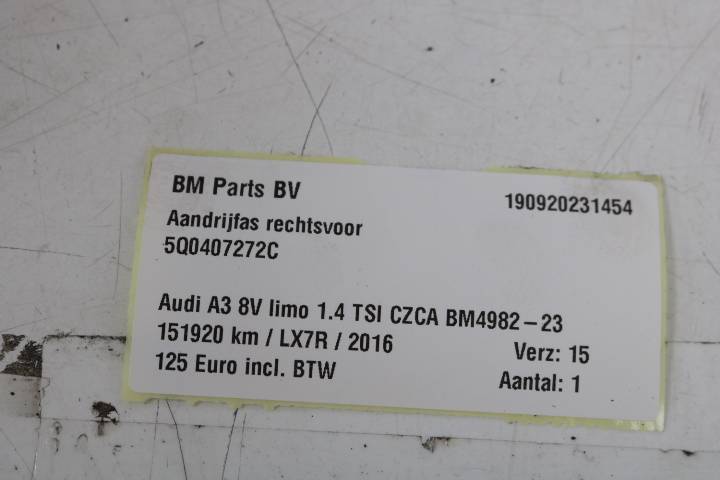 BM Parts BV
190920231454
Aandrijfas rechtsvoor
5Q0407272C
Audi A3 8V limo 1.4 TSI CZCA BM4982-23
151920 km / LX7R / 2016
Verz: 15
125 Euro incl. BTW
Aantal: 1